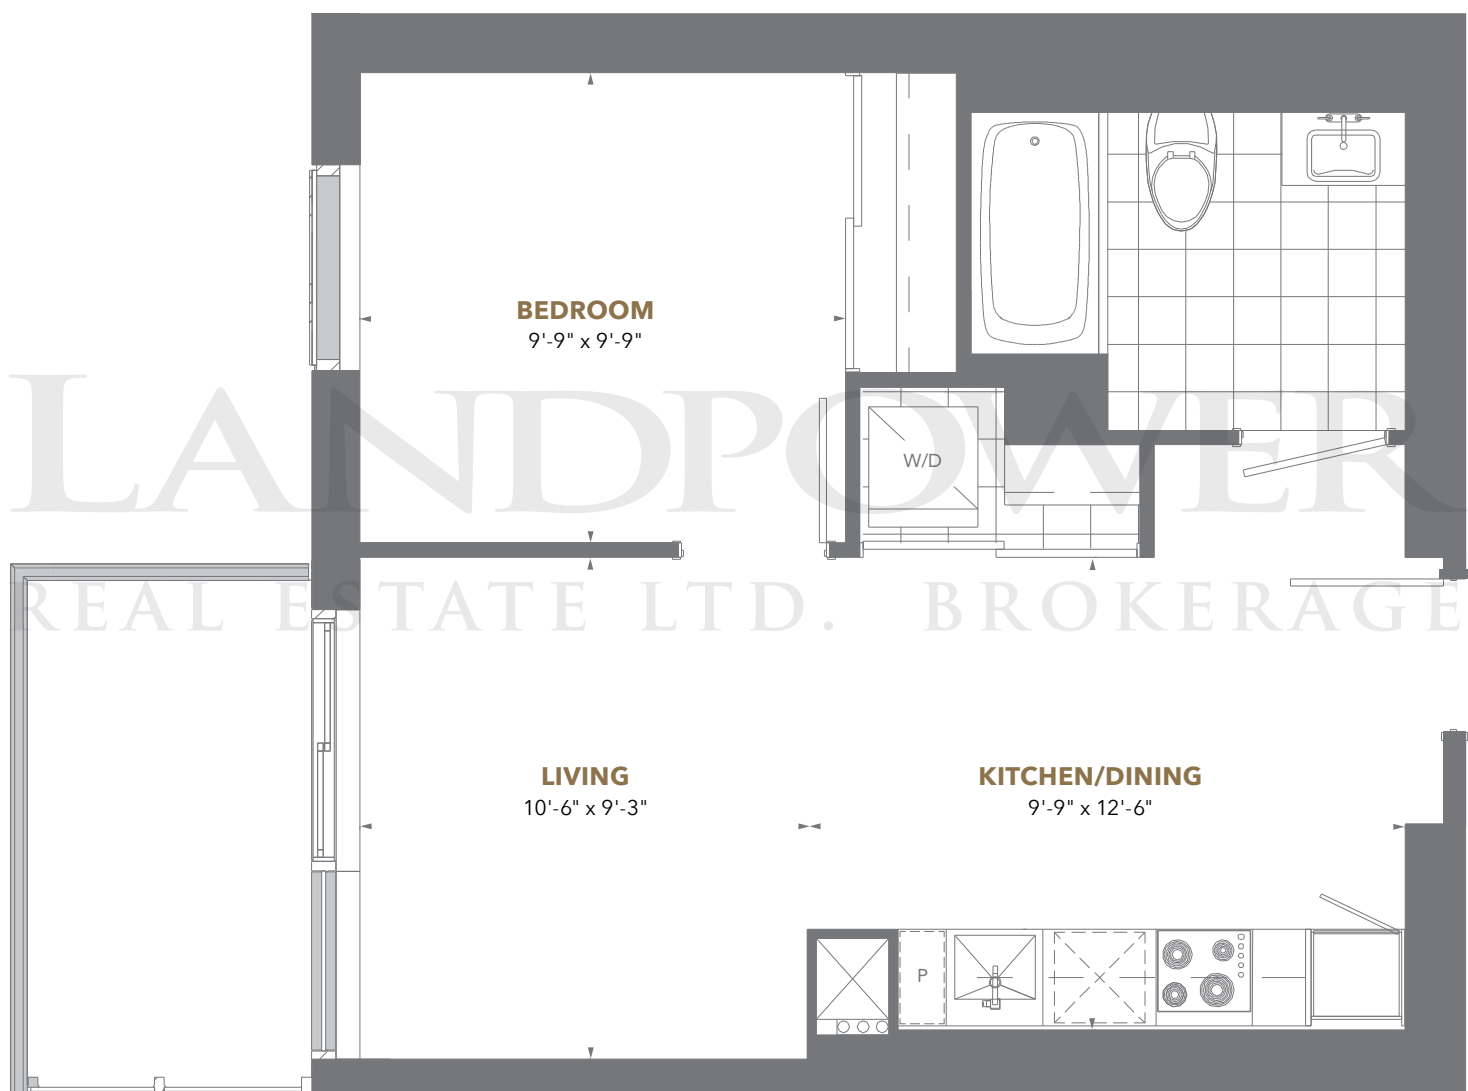 BEDROOM
9'-9" x 9'-9"
LANDPOWER
W/D
REAL ESTATE LTD. BROKERAGE
LIVING
10'-6" x 9'-3"
KITCHEN/DINING
9'-9" x 12'-6"
P